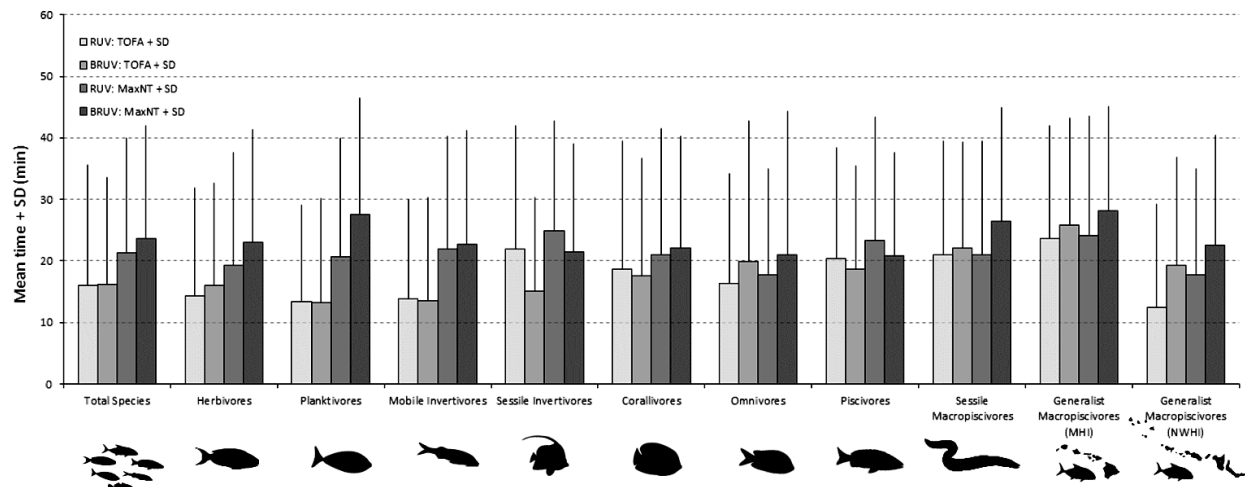 60
50
40
30
20
10
0
Mean time + SD (min)
RUV: TOFA + SD
BRUV: TOFA + SD
RUV: MaxNT + SD
BRUV: MaxNT + SD
Total Species
Herbivores
Planktivores
Mobile Invertivores
Sessile Invertivores
Corallivores
Omnivores
Piscivores
Sessile
Macropiscivores
Generalist
Macropiscivores
(MHI)
Generalist
Macropiscivores
(NWHI)